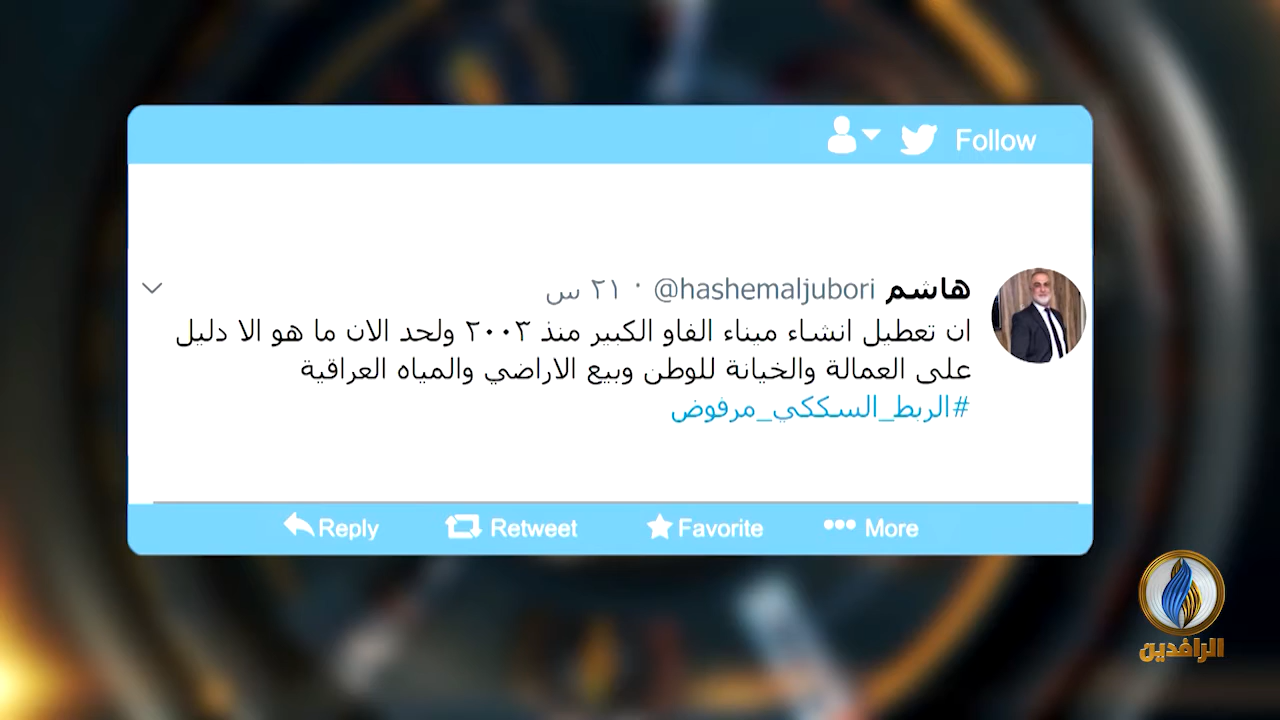 Follow
هاشم @hashemaljubori · ٢١ س
ان تعطيل انشاء ميناء الفاو الكبير منذ ٢٠٠٣ ولحد الان ما هو الا دليل
على العمالة والخيانة للوطن وبيع الاراضي والمياه العراقية
#الربط_السككي_مرفوض
Reply Retweet Favorite More
الرافدين